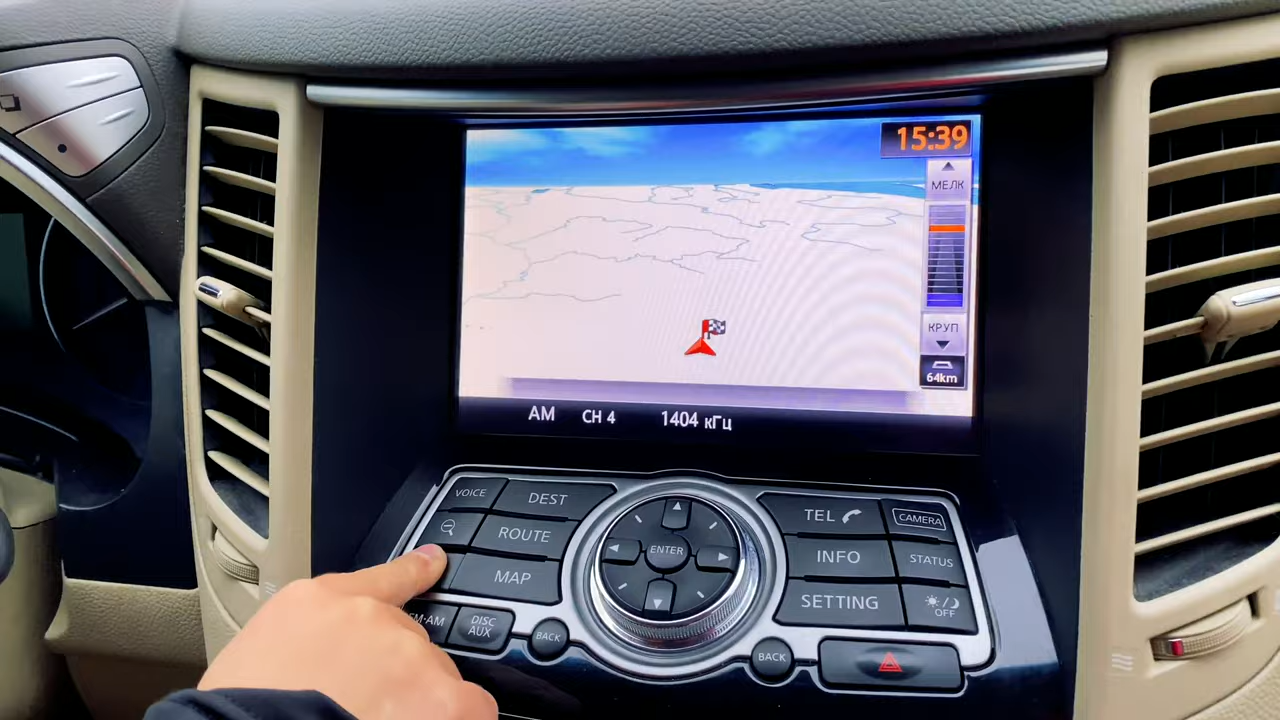 15:39
МЕЛК
КРУП
64km
AM CH 4 1404 кГц
VOICE
DEST
ROUTE
MAP
DISC
AUX
BACK
ENTER
TEL
CAMERA
INFO
STATUS
SETTING
OFF
BACK